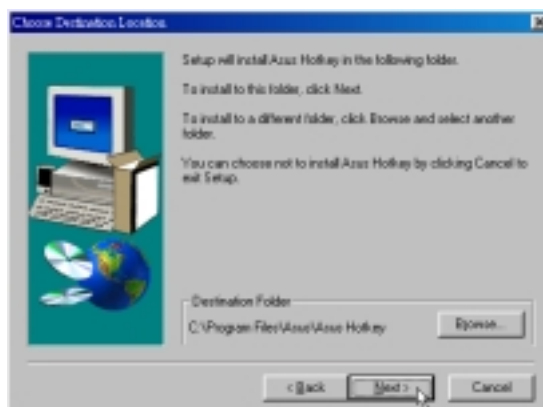 Choose Destination Location
Setup will install Asus Hotkey in the following folder.
To install to this folder, click Next.
To install to a different folder, click Browse and select another
folder.
You can choose not to install Asus Hotkey by clicking Cancel to
exit Setup.
Destination Folder
C:\Program Files\Asus\Asus Hotkey
Browse...
< Back
Next >
Cancel